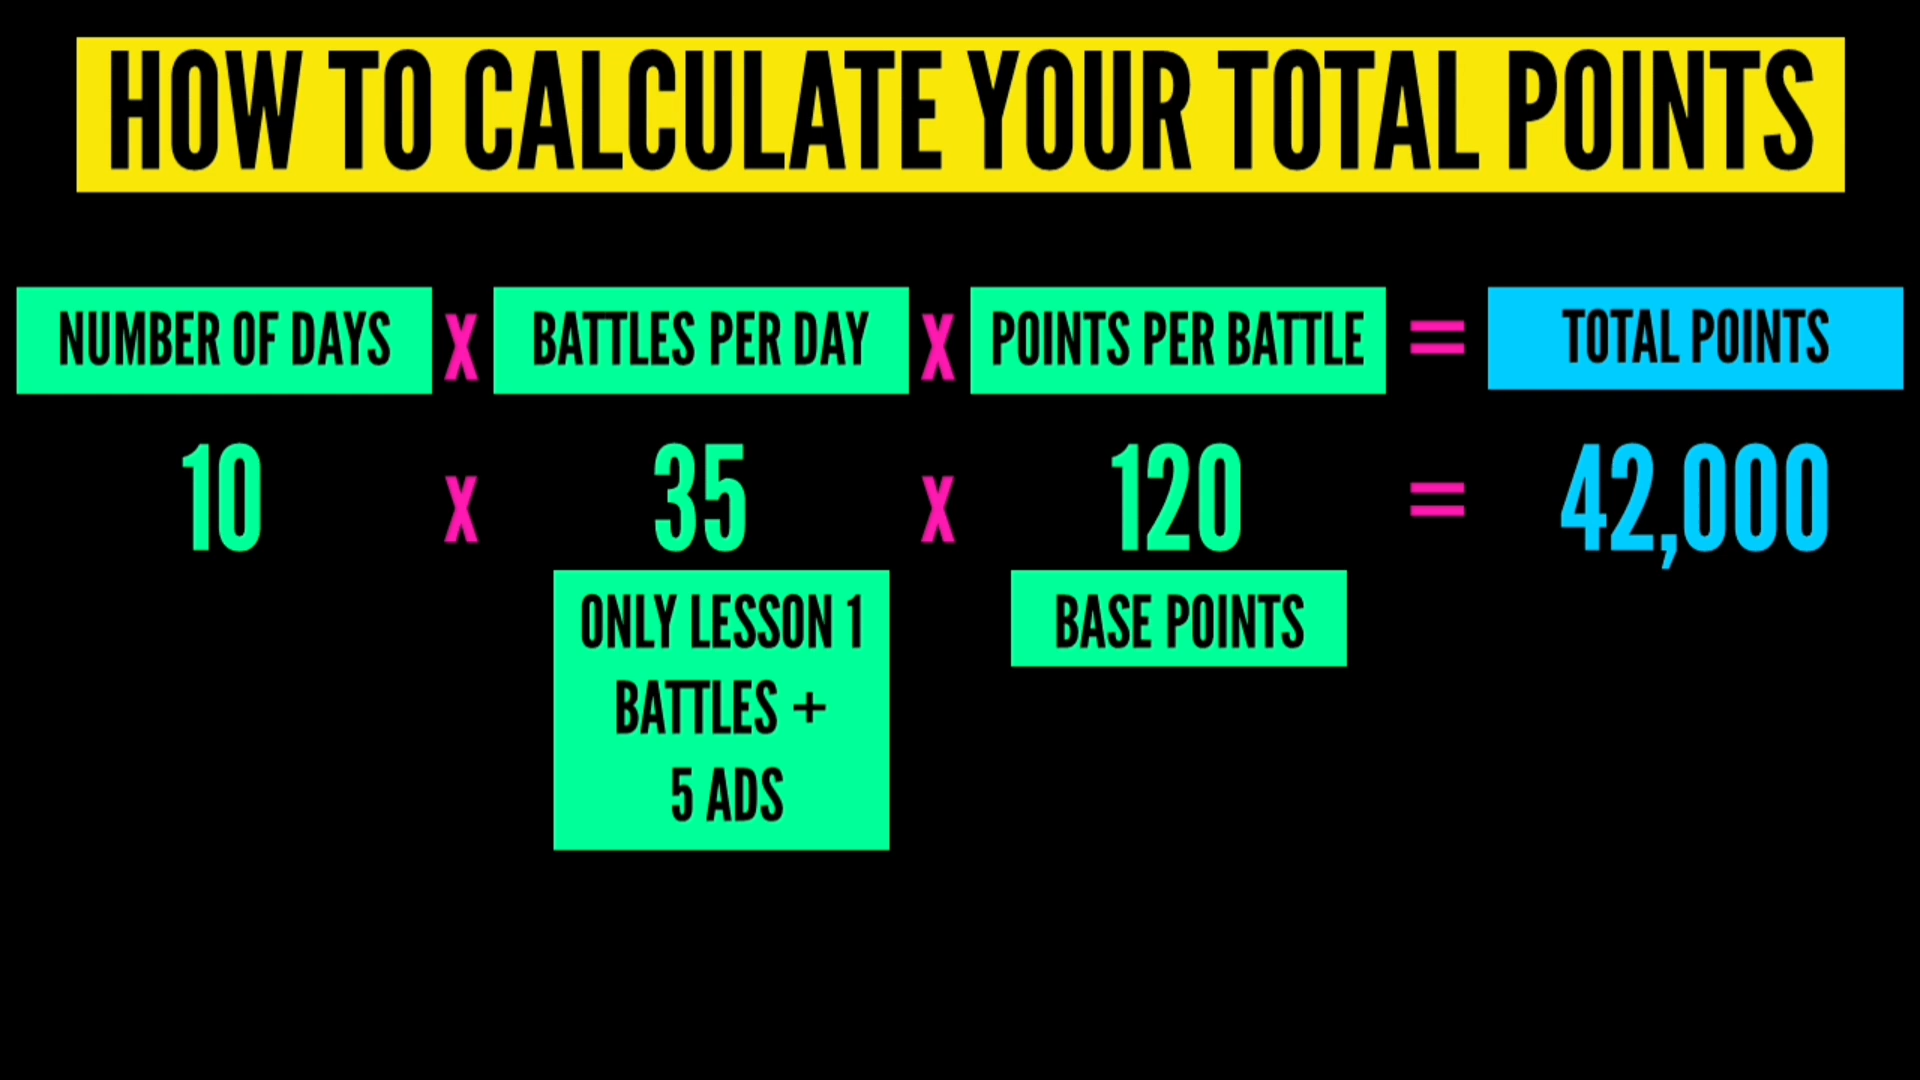 HOW TO CALCULATE YOUR TOTAL POINTS
NUMBER OF DAYS X BATTLES PER DAY X POINTS PER BATTLE = TOTAL POINTS
10 X 35 X 120 = 42,000
ONLY LESSON 1
BATTLES +
5 ADS
BASE POINTS